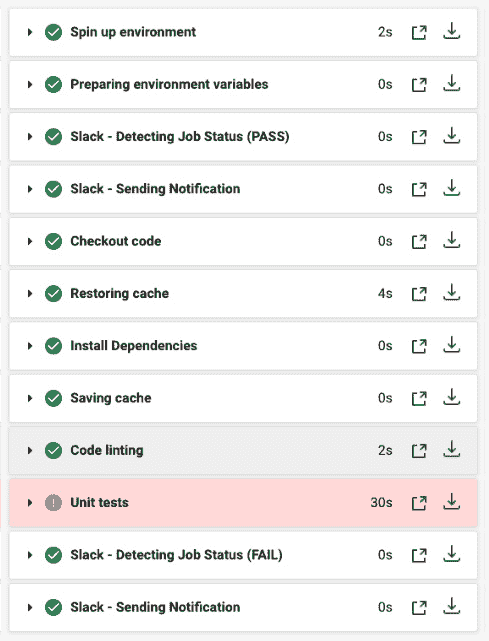 Spin up environment 2s
Preparing environment variables 0s
Slack - Detecting Job Status (PASS) 0s
Slack - Sending Notification 0s
Checkout code 0s
Restoring cache 4s
Install Dependencies 0s
Saving cache 0s
Code linting 2s
! Unit tests 30s
Slack - Detecting Job Status (FAIL) 0s
Slack - Sending Notification 0s